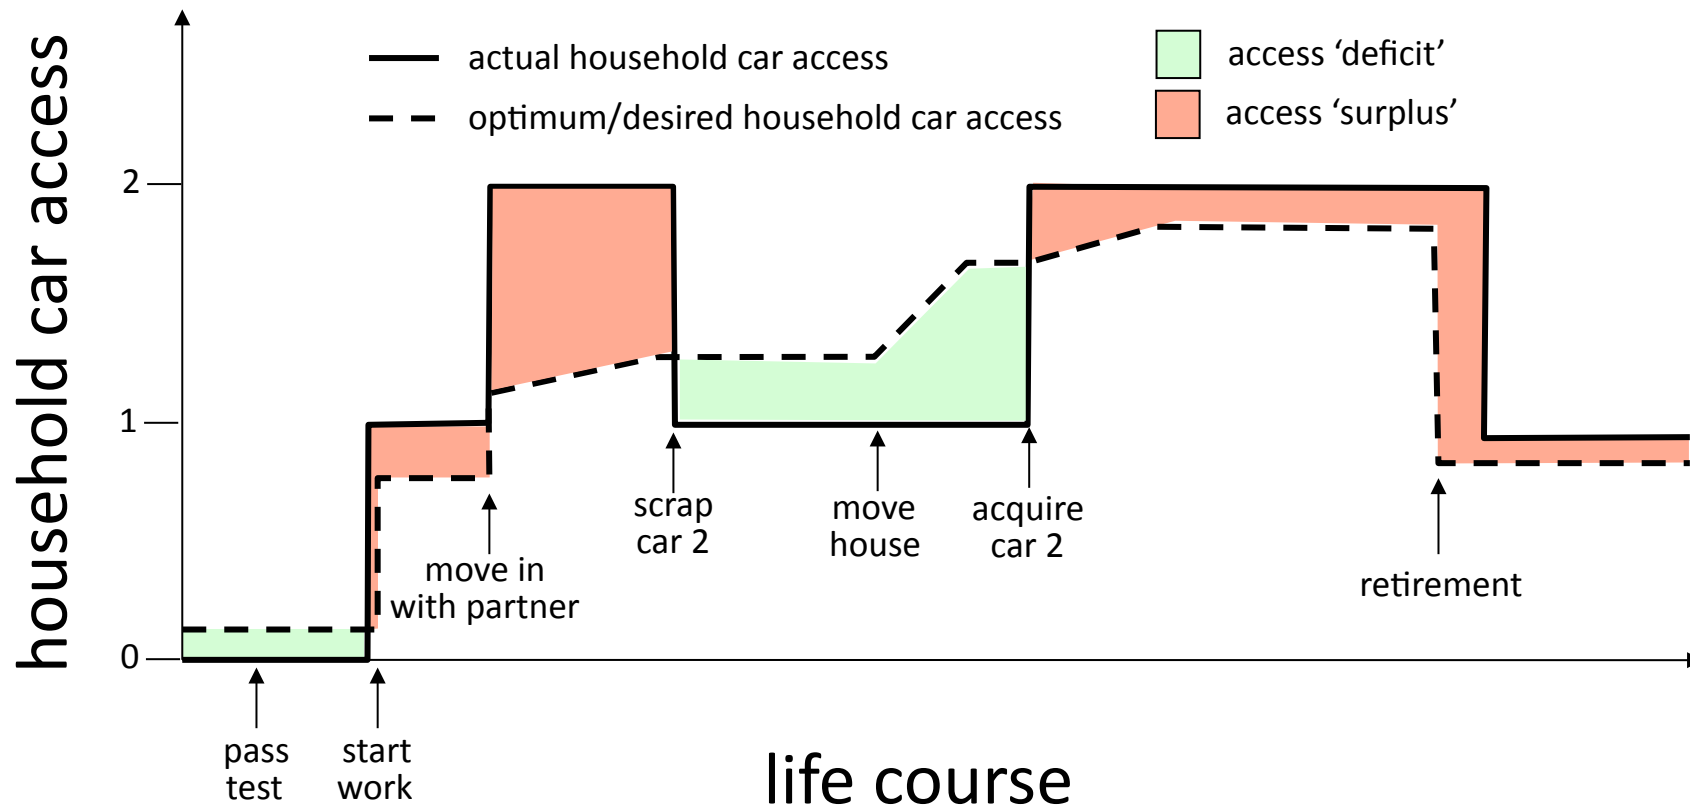 household car access
actual household car access
optimum/desired household car access
access ‘deficit’
access ‘surplus’
2
1
0
pass
test
start
work
move in
with partner
scrap
car 2
move
house
acquire
car 2
retirement
life course